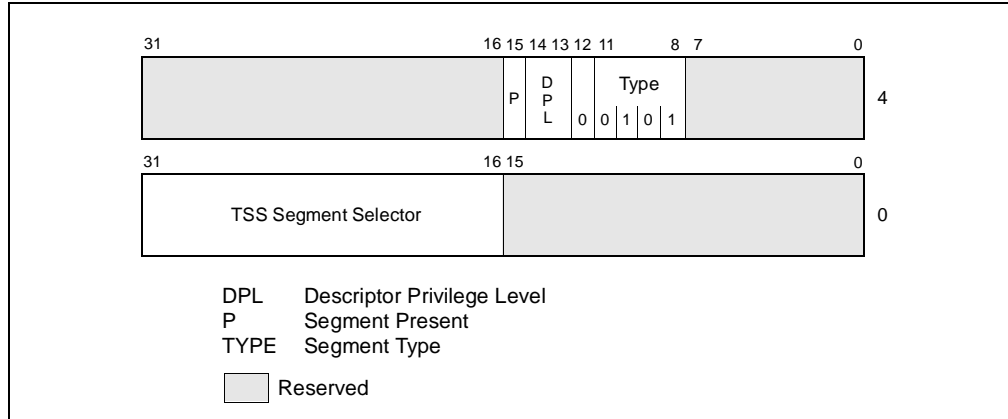 31 16 15 14 13 12 11 8 7 0
P D P L 0 Type 0 1 0 1 4
31 16 15 0
TSS Segment Selector 0
DPL Descriptor Privilege Level
P Segment Present
TYPE Segment Type
Reserved